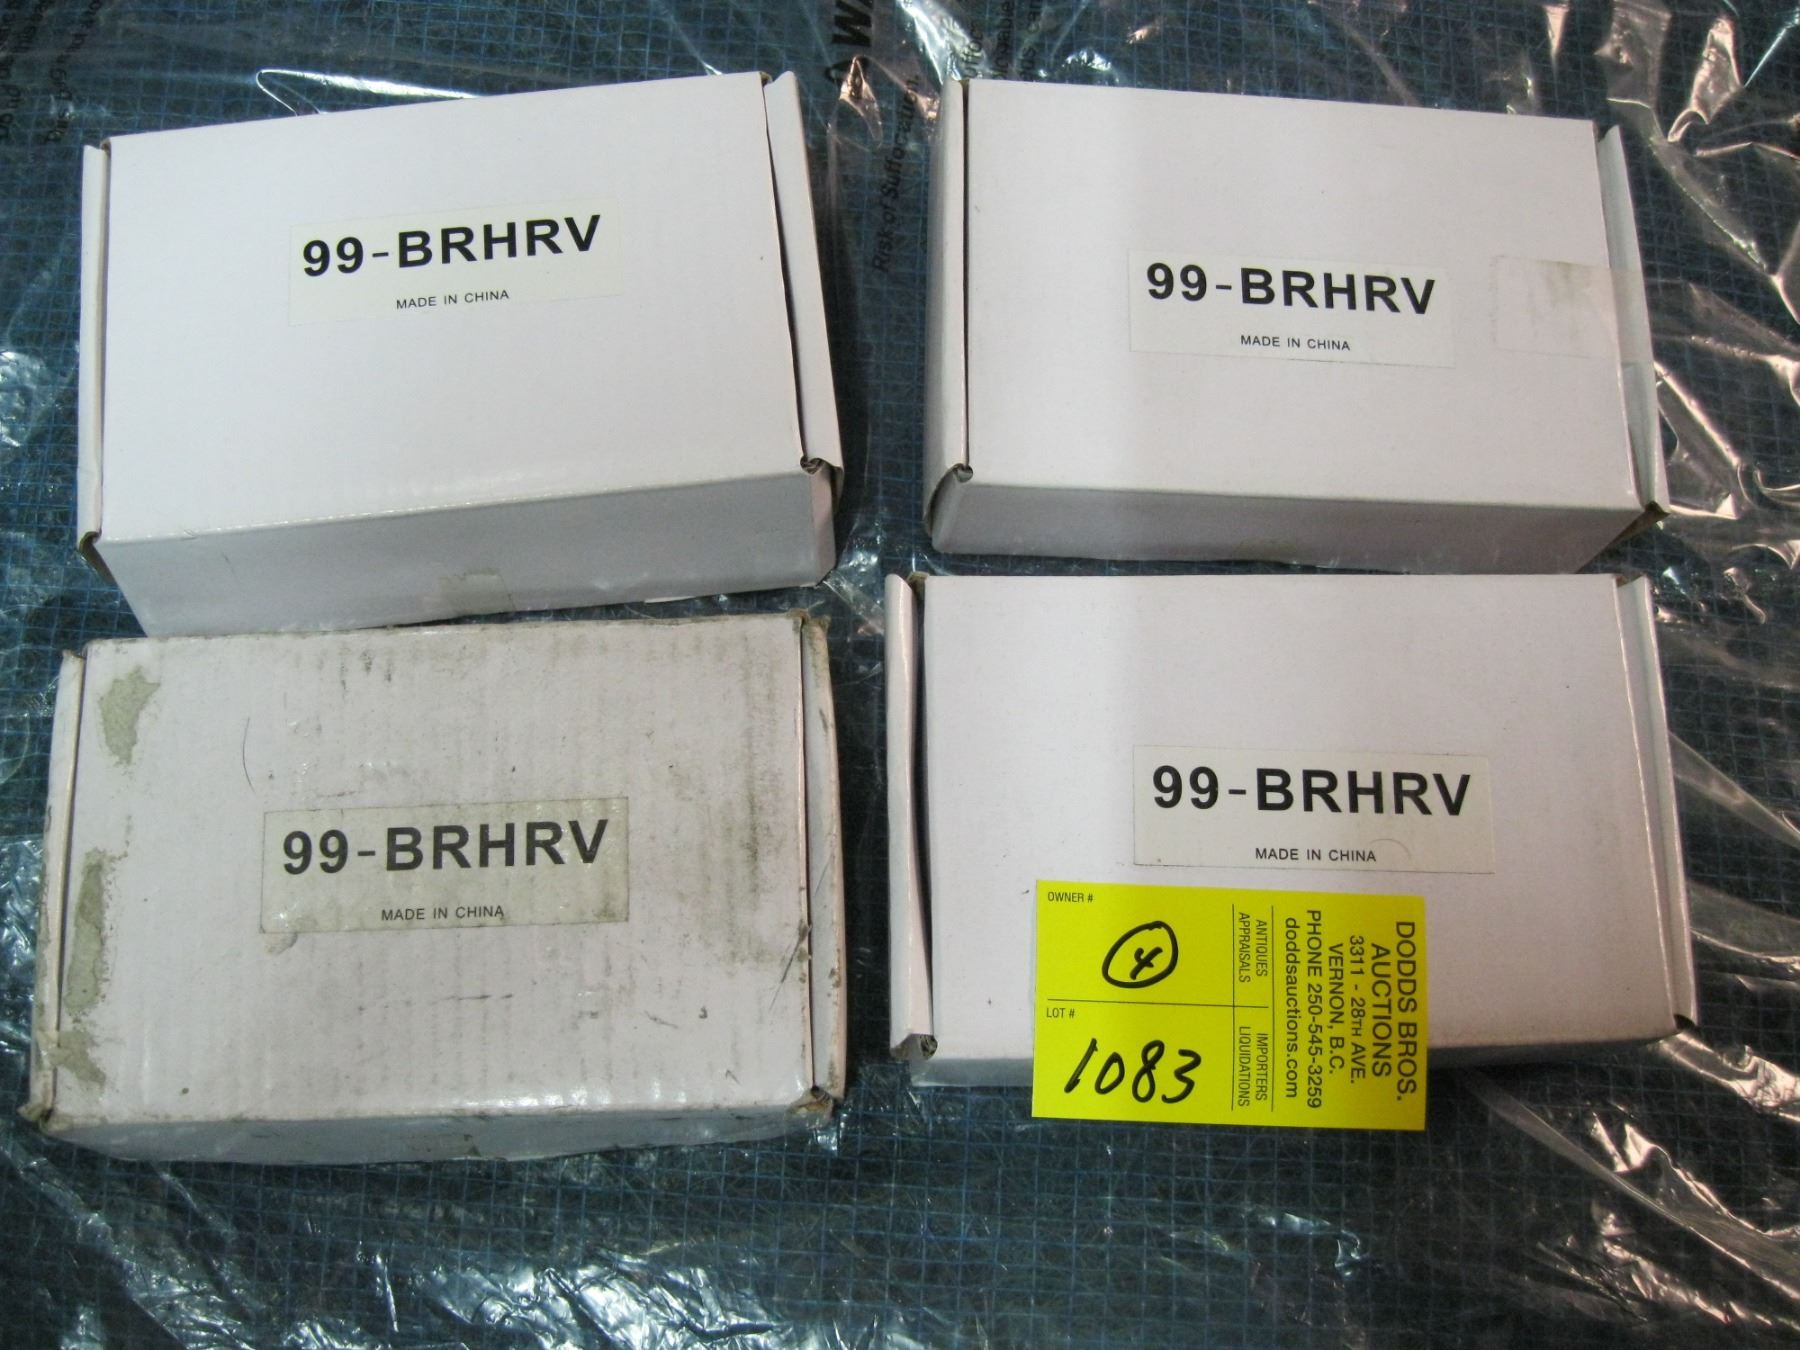 99-BRHRV
MADE IN CHINA
99-BRHRV
MADE IN CHINA
99-BRHRV
MADE IN CHINA
99-BRHRV
MADE IN CHINA
OWNER #
4
LOT #
1083
ANTIQUES
APPRAISALS
IMPORTERS
LIQUIDATIONS
DODDS BROS.
AUCTIONS
3311 - 28TH AVE.
VERNON, B.C.
PHONE 250-545-3259
doddsauctions.com
Risk of Suffocation.